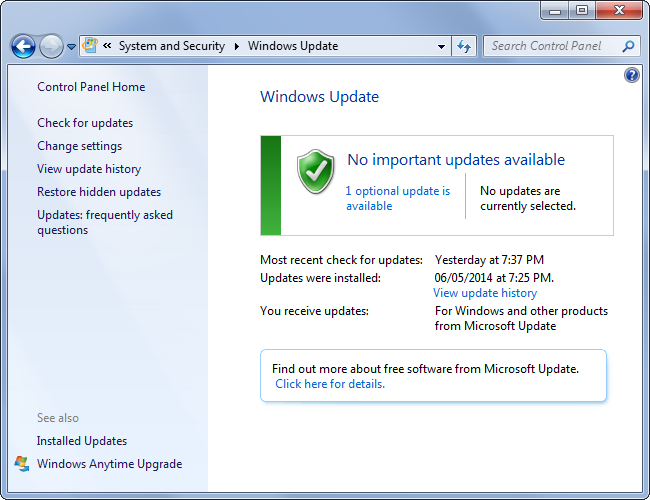 « System and Security ▸ Windows Update
Search Control Panel
Control Panel Home
Check for updates
Change settings
View update history
Restore hidden updates
Updates: frequently asked
questions
See also
Installed Updates
Windows Anytime Upgrade
Windows Update
No important updates available
1 optional update is
available
No updates are
currently selected.
Most recent check for updates: Yesterday at 7:37 PM
Updates were installed: 06/05/2014 at 7:25 PM.
View update history
You receive updates: For Windows and other products
from Microsoft Update
Find out more about free software from Microsoft Update.
Click here for details.